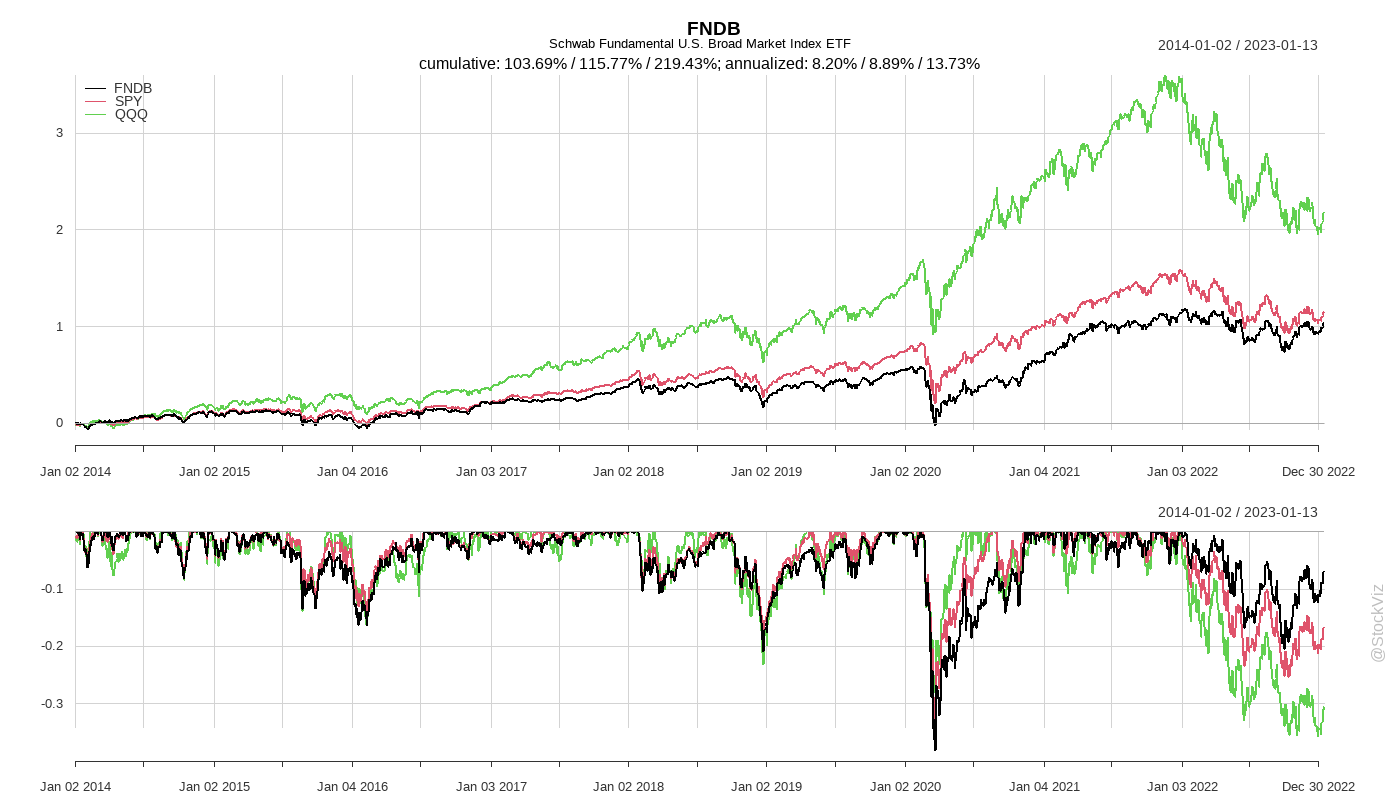 FNDB
Schwab Fundamental U.S. Broad Market Index ETF
2014-01-02 / 2023-01-13
cumulative: 103.69% / 115.77% / 219.43%; annualized: 8.20% / 8.89% / 13.73%
FNDB
SPY
QQQ
3
2
1
0
Jan 02 2014 Jan 02 2015 Jan 04 2016 Jan 03 2017 Jan 02 2018 Jan 02 2019 Jan 02 2020 Jan 04 2021 Jan 03 2022 Dec 30 2022
2014-01-02 / 2023-01-13
-0.1
-0.2
-0.3
Jan 02 2014 Jan 02 2015 Jan 04 2016 Jan 03 2017 Jan 02 2018 Jan 02 2019 Jan 02 2020 Jan 04 2021 Jan 03 2022 Dec 30 2022
@StockViz